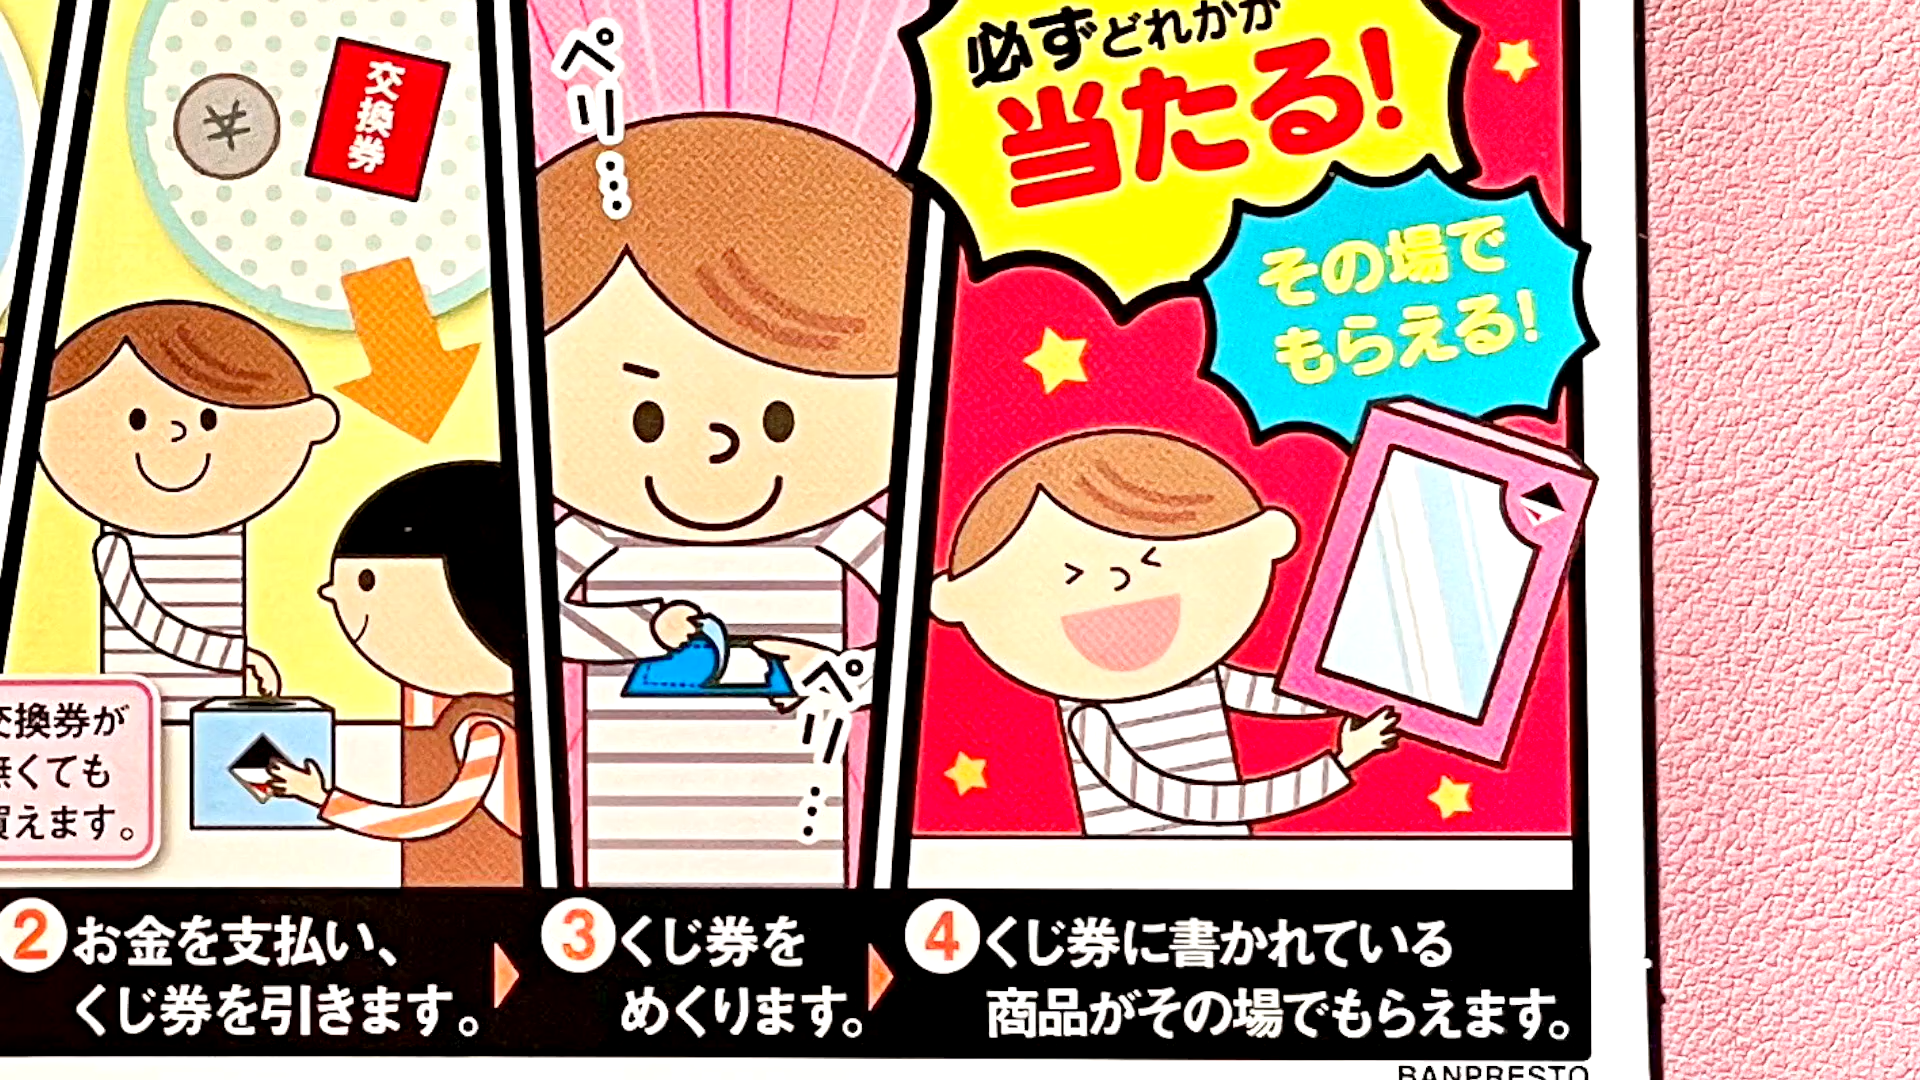 ¥
交換券
交換券が
無くても
買えます。
② お金を支払い、
くじ券を引きます。
ペリ…
ペリ…
③ くじ券を
めくります。
必ずどれかが
当たる!
その場で
もらえる!
④ くじ券に書かれている
商品がその場でもらえます。
BANPRESTO